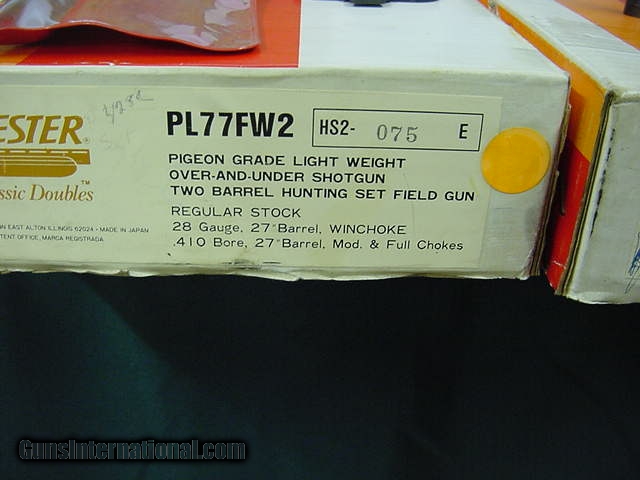 ESTER®
ssic Doubles™
N EAST ALTON ILLINOIS 62024 - MADE IN JAPAN
TENT OFFICE, MARCA REGISTRADA
PL77FW2
HS2- 075 E
PIGEON GRADE LIGHT WEIGHT
OVER-AND-UNDER SHOTGUN
TWO BARREL HUNTING SET FIELD GUN
REGULAR STOCK
28 Gauge, 27" Barrel, WINCHOKE
.410 Bore, 27" Barrel, Mod. & Full Chokes
GunsInternational.com